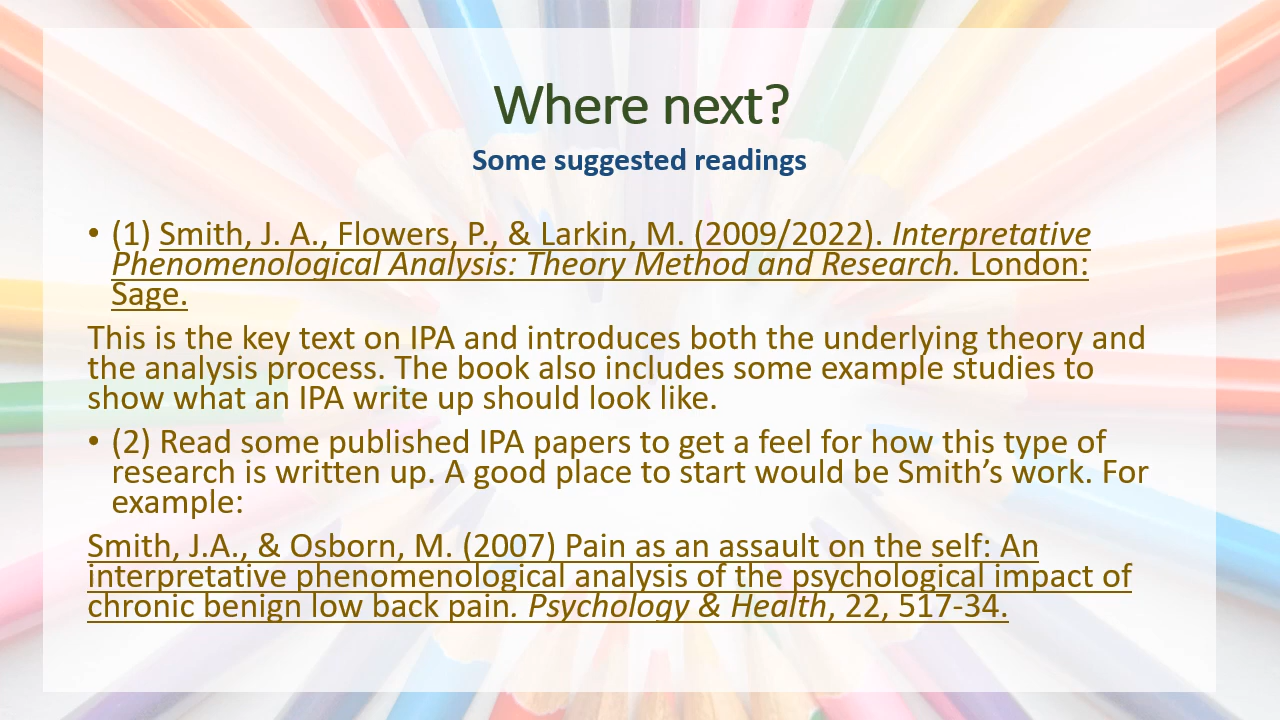 Where next?
Some suggested readings
• (1) Smith, J. A., Flowers, P., & Larkin, M. (2009/2022). Interpretative
Phenomenological Analysis: Theory Method and Research. London:
Sage.
This is the key text on IPA and introduces both the underlying theory and
the analysis process. The book also includes some example studies to
show what an IPA write up should look like.
• (2) Read some published IPA papers to get a feel for how this type of
research is written up. A good place to start would be Smith’s work. For
example:
Smith, J.A., & Osborn, M. (2007) Pain as an assault on the self: An
interpretative phenomenological analysis of the psychological impact of
chronic benign low back pain. Psychology & Health, 22, 517-34.